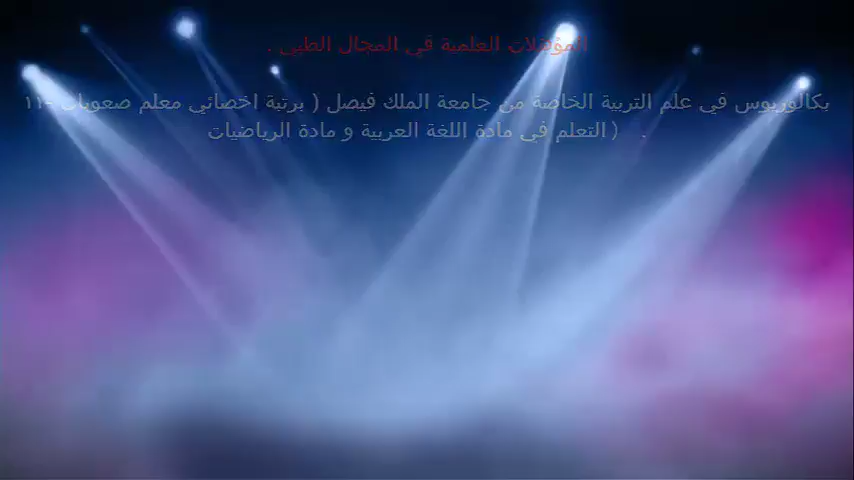 المؤهلات العلمية في المجال الطبي .
١١- بكالوريوس في علم التربية الخاصة من جامعة الملك فيصل ( برتبة اخصائي معلم صعوبات
التعلم في مادة اللغة العربية و مادة الرياضيات ) .